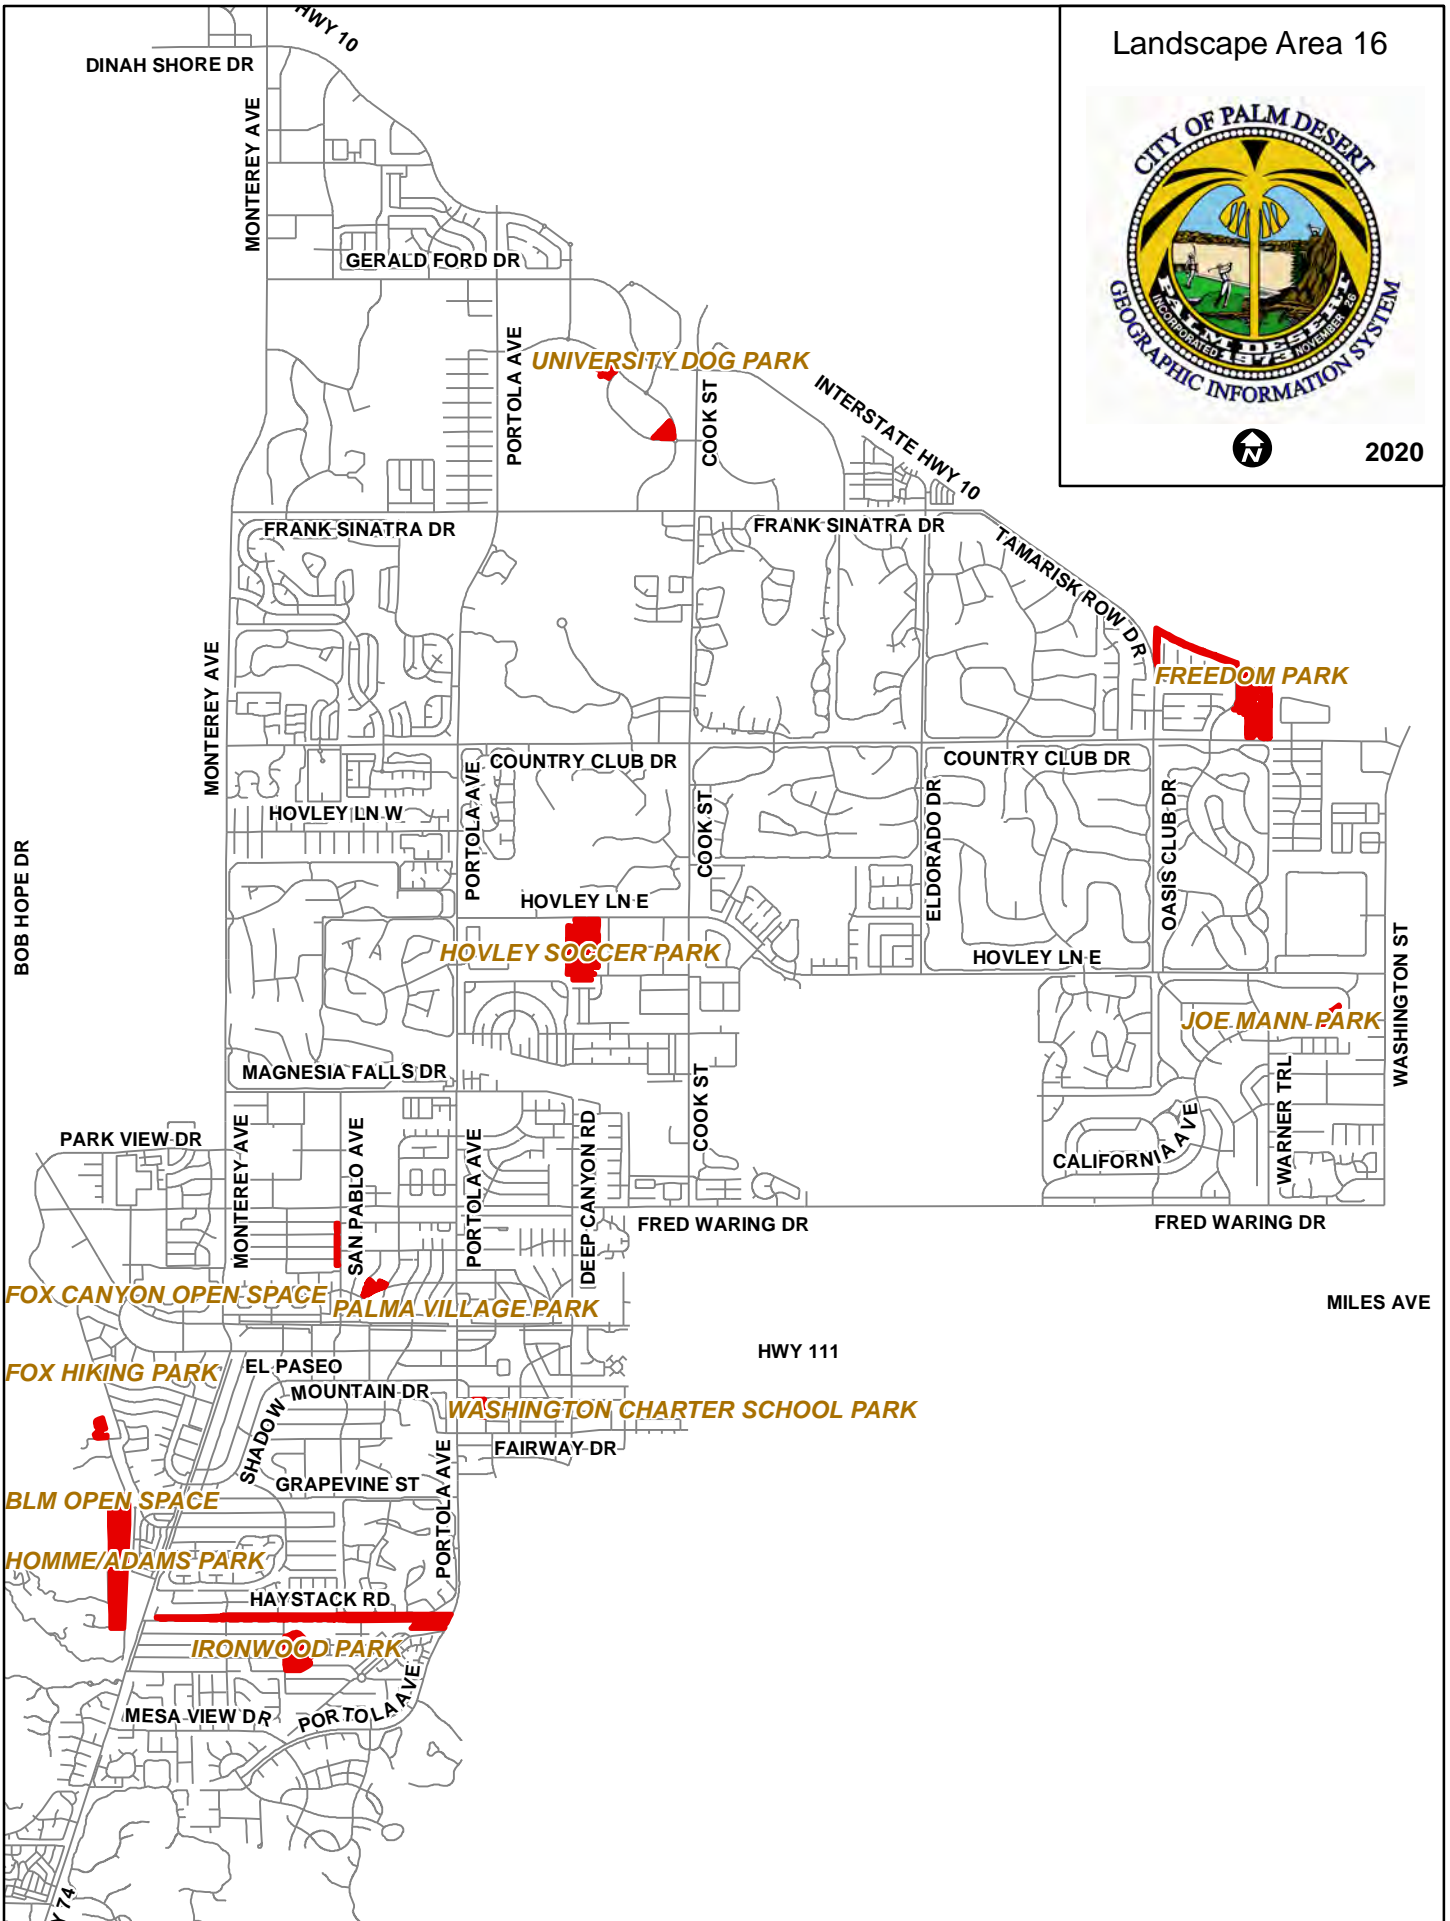 HWY 10
DINAH SHORE DR
MONTEREY AVE
Landscape Area 16
CITY OF PALM DESERT
PALM DESERT
INCORPORATED 1973 NOVEMBER 26
GEOGRAPHIC INFORMATION SYSTEM
N
2020
GERALD FORD DR
PORTOLA AVE
UNIVERSITY DOG PARK
COOK ST
INTERSTATE HWY 10
FRANK SINATRA DR
FRANK SINATRA DR
TAMARISK ROW DR
MONTEREY AVE
FREEDOM PARK
COUNTRY CLUB DR
COUNTRY CLUB DR
HOVLEY LN W
PORTOLA AVE
COOK ST
ELDORADO DR
OASIS CLUB DR
BOB HOPE DR
HOVLEY LN E
HOVLEY SOCCER PARK
HOVLEY LN E
WASHINGTON ST
JOE MANN PARK
MAGNESIA FALLS DR
COOK ST
WARNER TRL
PARK VIEW DR
MONTEREY AVE
SAN PABLO AVE
PORTOLA AVE
DEEP CANYON RD
CALIFORNIA AVE
FRED WARING DR
FRED WARING DR
FOX CANYON OPEN SPACE
PALMA VILLAGE PARK
MILES AVE
HWY 111
FOX HIKING PARK
EL PASEO
SHADOW MOUNTAIN DR
WASHINGTON CHARTER SCHOOL PARK
FAIRWAY DR
GRAPEVINE ST
PORTOLA AVE
BLM OPEN SPACE
HOMME/ADAMS PARK
HAYSTACK RD
IRONWOOD PARK
MESA VIEW DR
PORTOLA AVE
Y 74